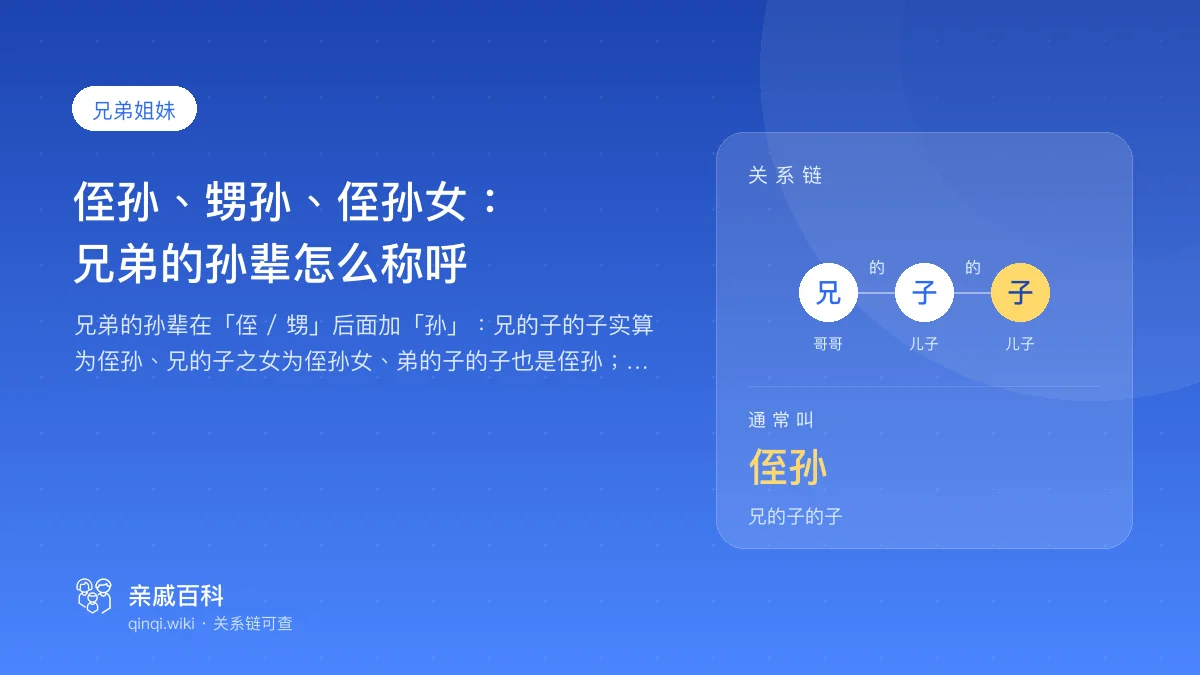 兄弟姐妹
侄孙、甥孙、侄孙女：
兄弟的孙辈怎么称呼
兄弟的孙辈在「侄 / 甥」后面加「孙」：兄的子的子实算
为侄孙、兄的子之女为侄孙女、弟的子的子也是侄孙；…
关系链
的 的
兄 子 子
哥哥 儿子 儿子
通常叫
侄孙
兄的子的子
亲戚百科
qinqi.wiki · 关系链可查